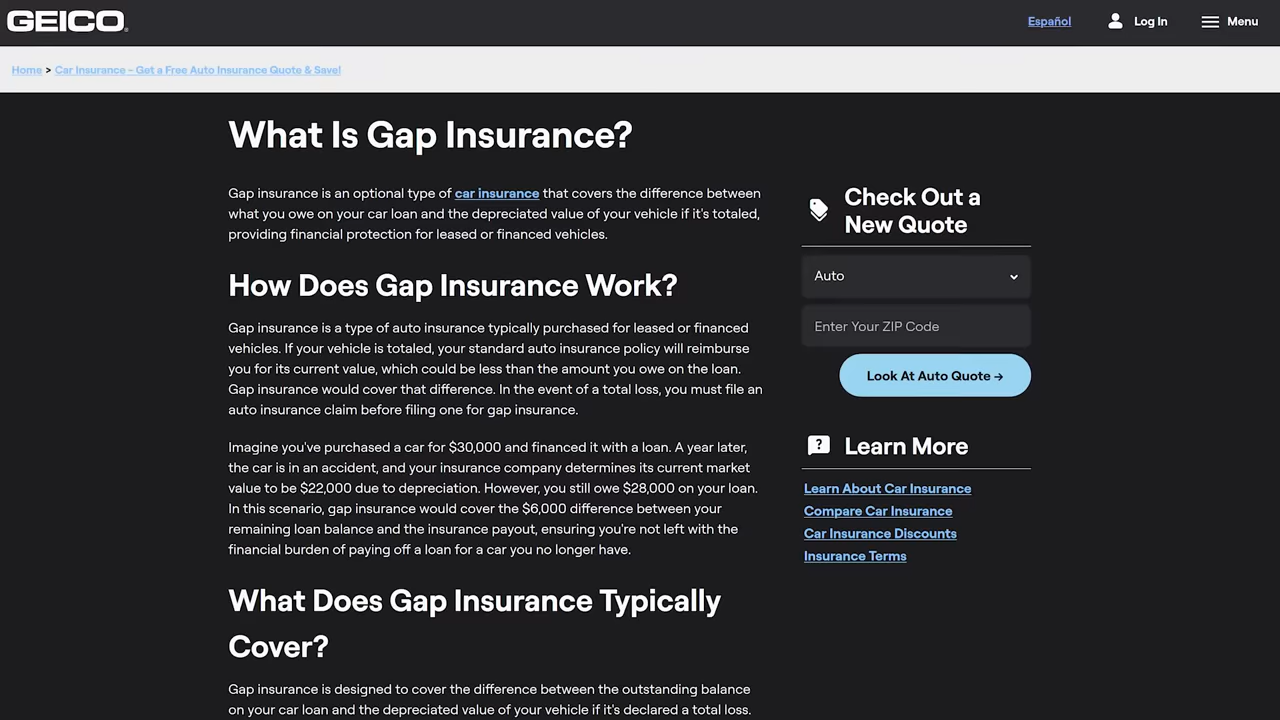 GEICO
Español
Log In
Menu
Home > Car Insurance - Get a Free Auto Insurance Quote & Save!
What Is Gap Insurance?
Gap insurance is an optional type of car insurance that covers the difference between
what you owe on your car loan and the depreciated value of your vehicle if it's totaled,
providing financial protection for leased or financed vehicles.
How Does Gap Insurance Work?
Gap insurance is a type of auto insurance typically purchased for leased or financed
vehicles. If your vehicle is totaled, your standard auto insurance policy will reimburse
you for its current value, which could be less than the amount you owe on the loan.
Gap insurance would cover that difference. In the event of a total loss, you must file an
auto insurance claim before filing one for gap insurance.
Imagine you've purchased a car for $30,000 and financed it with a loan. A year later,
the car is in an accident, and your insurance company determines its current market
value to be $22,000 due to depreciation. However, you still owe $28,000 on your loan.
In this scenario, gap insurance would cover the $6,000 difference between your
remaining loan balance and the insurance payout, ensuring you're not left with the
financial burden of paying off a loan for a car you no longer have.
What Does Gap Insurance Typically
Cover?
Gap insurance is designed to cover the difference between the outstanding balance
on your car loan and the depreciated value of your vehicle if it's declared a total loss.
Check Out a
New Quote
Auto
Enter Your ZIP Code
Look At Auto Quote →
Learn More
Learn About Car Insurance
Compare Car Insurance
Car Insurance Discounts
Insurance Terms